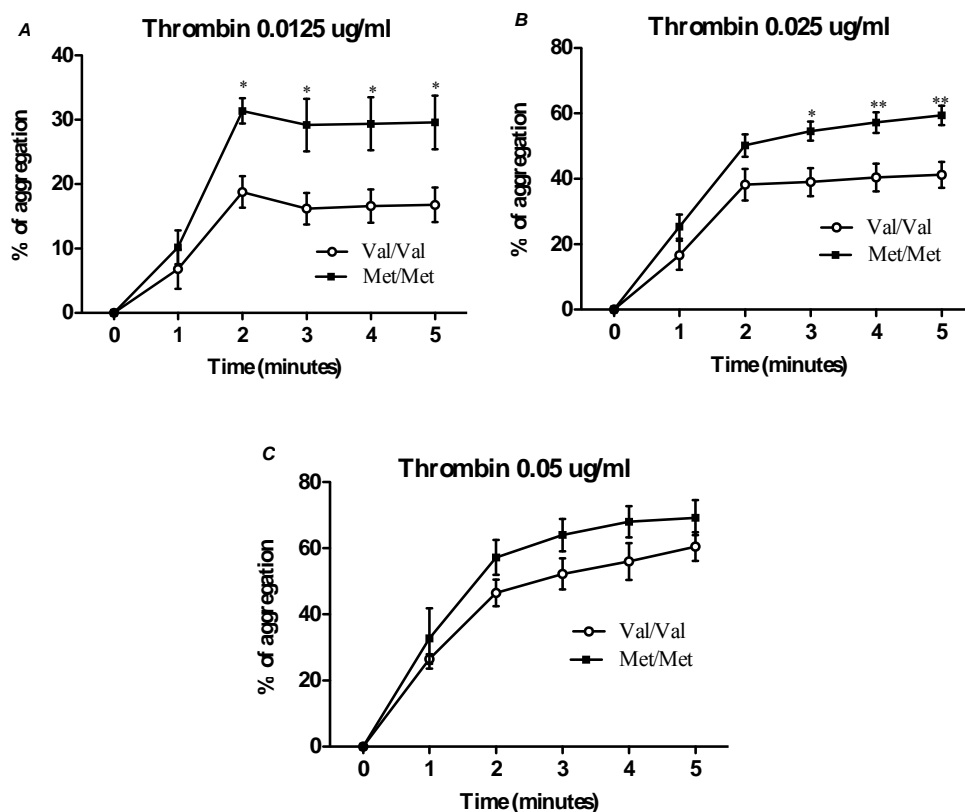 A
Thrombin 0.0125 ug/ml
% of aggregation
40
30
20
10
0
* * * *
Val/Val
Met/Met
0 1 2 3 4 5
Time (minutes)
B
Thrombin 0.025 ug/ml
% of aggregation
80
60
40
20
0
* ** **
Val/Val
Met/Met
0 1 2 3 4 5
Time (minutes)
C
Thrombin 0.05 ug/ml
% of aggregation
80
60
40
20
0
Val/Val
Met/Met
0 1 2 3 4 5
Time (minutes)